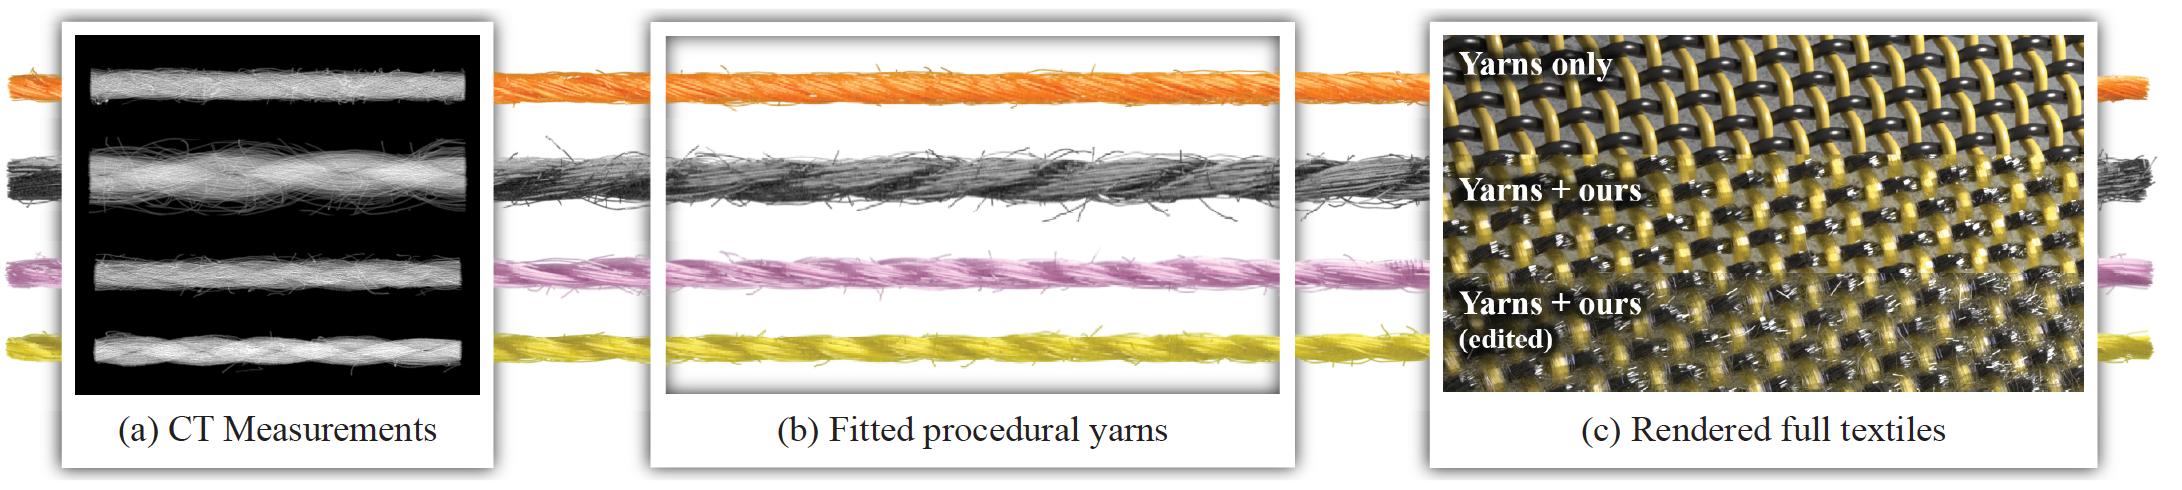 Yarns only
Yarns + ours
Yarns + ours
(edited)
(a) CT Measurements
(b) Fitted procedural yarns
(c) Rendered full textiles